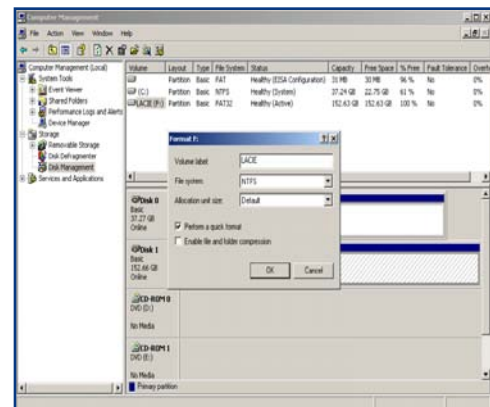 Computer Management
File Action View Window Help
Computer Management (Local)
System Tools
Event Viewer
Shared Folders
Performance Logs and Alerts
Device Manager
Storage
Removable Storage
Disk Defragmenter
Disk Management
Services and Applications
Volume Layout Type File System Status Capacity Free Space % Free Fault Tolerance Overh
Partition Basic FAT Healthy (EISA Configuration) 31 MB 30 MB 96 % No 0%
(C:) Partition Basic NTFS Healthy (System) 37.24 GB 22.75 GB 61 % No 0%
LACIE (F:) Partition Basic FAT32 Healthy (Active) 152.63 GB 152.63 GB 100 % No 0%
Format F:
Volume label: LACIE
File system: NTFS
Allocation unit size: Default
Perform a quick format
Enable file and folder compression
OK Cancel
Disk 0
Basic
37.27 GB
Online
Disk 1
Basic
152.66 GB
Online
CD-ROM 0
DVD (D:)
No Media
CD-ROM 1
DVD (E:)
No Media
Primary partition